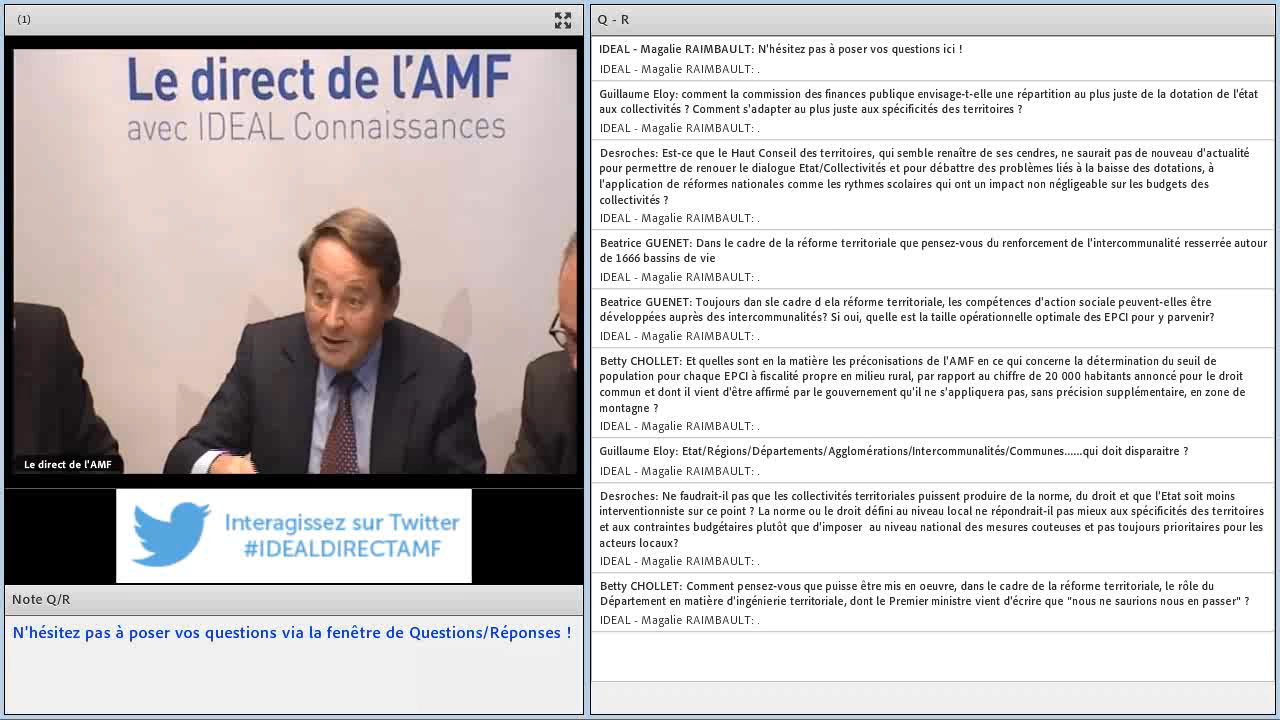 (1)
Le direct de l'AMF
avec IDEAL Connaissances
Le direct de l'AMF
Interagissez sur Twitter
#IDEALDIRECTAMF
Note Q/R
N'hésitez pas à poser vos questions via la fenêtre de Questions/Réponses !
Q - R
IDEAL - Magalie RAIMBAULT: N'hésitez pas à poser vos questions ici !
IDEAL - Magalie RAIMBAULT: .
Guillaume Eloy: comment la commission des finances publique envisage-t-elle une répartition au plus juste de la dotation de l'état
aux collectivités ? Comment s'adapter au plus juste aux spécificités des territoires ?
IDEAL - Magalie RAIMBAULT: .
Desroches: Est-ce que le Haut Conseil des territoires, qui semble renaître de ses cendres, ne saurait pas de nouveau d'actualité
pour permettre de renouer le dialogue Etat/Collectivités et pour débattre des problèmes liés à la baisse des dotations, à
l'application de réformes nationales comme les rythmes scolaires qui ont un impact non négligeable sur les budgets des
collectivités ?
IDEAL - Magalie RAIMBAULT: .
Beatrice GUENET: Dans le cadre de la réforme territoriale que pensez-vous du renforcement de l'intercommunalité resserrée autour
de 1666 bassins de vie
IDEAL - Magalie RAIMBAULT: .
Beatrice GUENET: Toujours dan sle cadre d ela réforme territoriale, les compétences d'action sociale peuvent-elles être
développées auprès des intercommunalités? Si oui, quelle est la taille opérationnelle optimale des EPCI pour y parvenir?
IDEAL - Magalie RAIMBAULT: .
Betty CHOLLET: Et quelles sont en la matière les préconisations de l'AMF en ce qui concerne la détermination du seuil de
population pour chaque EPCI à fiscalité propre en milieu rural, par rapport au chiffre de 20 000 habitants annoncé pour le droit
commun et dont il vient d'être affirmé par le gouvernement qu'il ne s'appliquera pas, sans précision supplémentaire, en zone de
montagne ?
IDEAL - Magalie RAIMBAULT: .
Guillaume Eloy: Etat/Régions/Départements/Agglomérations/Intercommunalités/Communes......qui doit disparaitre ?
IDEAL - Magalie RAIMBAULT: .
Desroches: Ne faudrait-il pas que les collectivités territoriales puissent produire de la norme, du droit et que l'Etat soit moins
interventionniste sur ce point ? La norme ou le droit défini au niveau local ne répondrait-il pas mieux aux spécificités des territoires
et aux contraintes budgétaires plutôt que d'imposer  au niveau national des mesures couteuses et pas toujours prioritaires pour les
acteurs locaux?
IDEAL - Magalie RAIMBAULT: .
Betty CHOLLET: Comment pensez-vous que puisse être mis en oeuvre, dans le cadre de la réforme territoriale, le rôle du
Département en matière d'ingénierie territoriale, dont le Premier ministre vient d'écrire que "nous ne saurions nous en passer" ?
IDEAL - Magalie RAIMBAULT: .